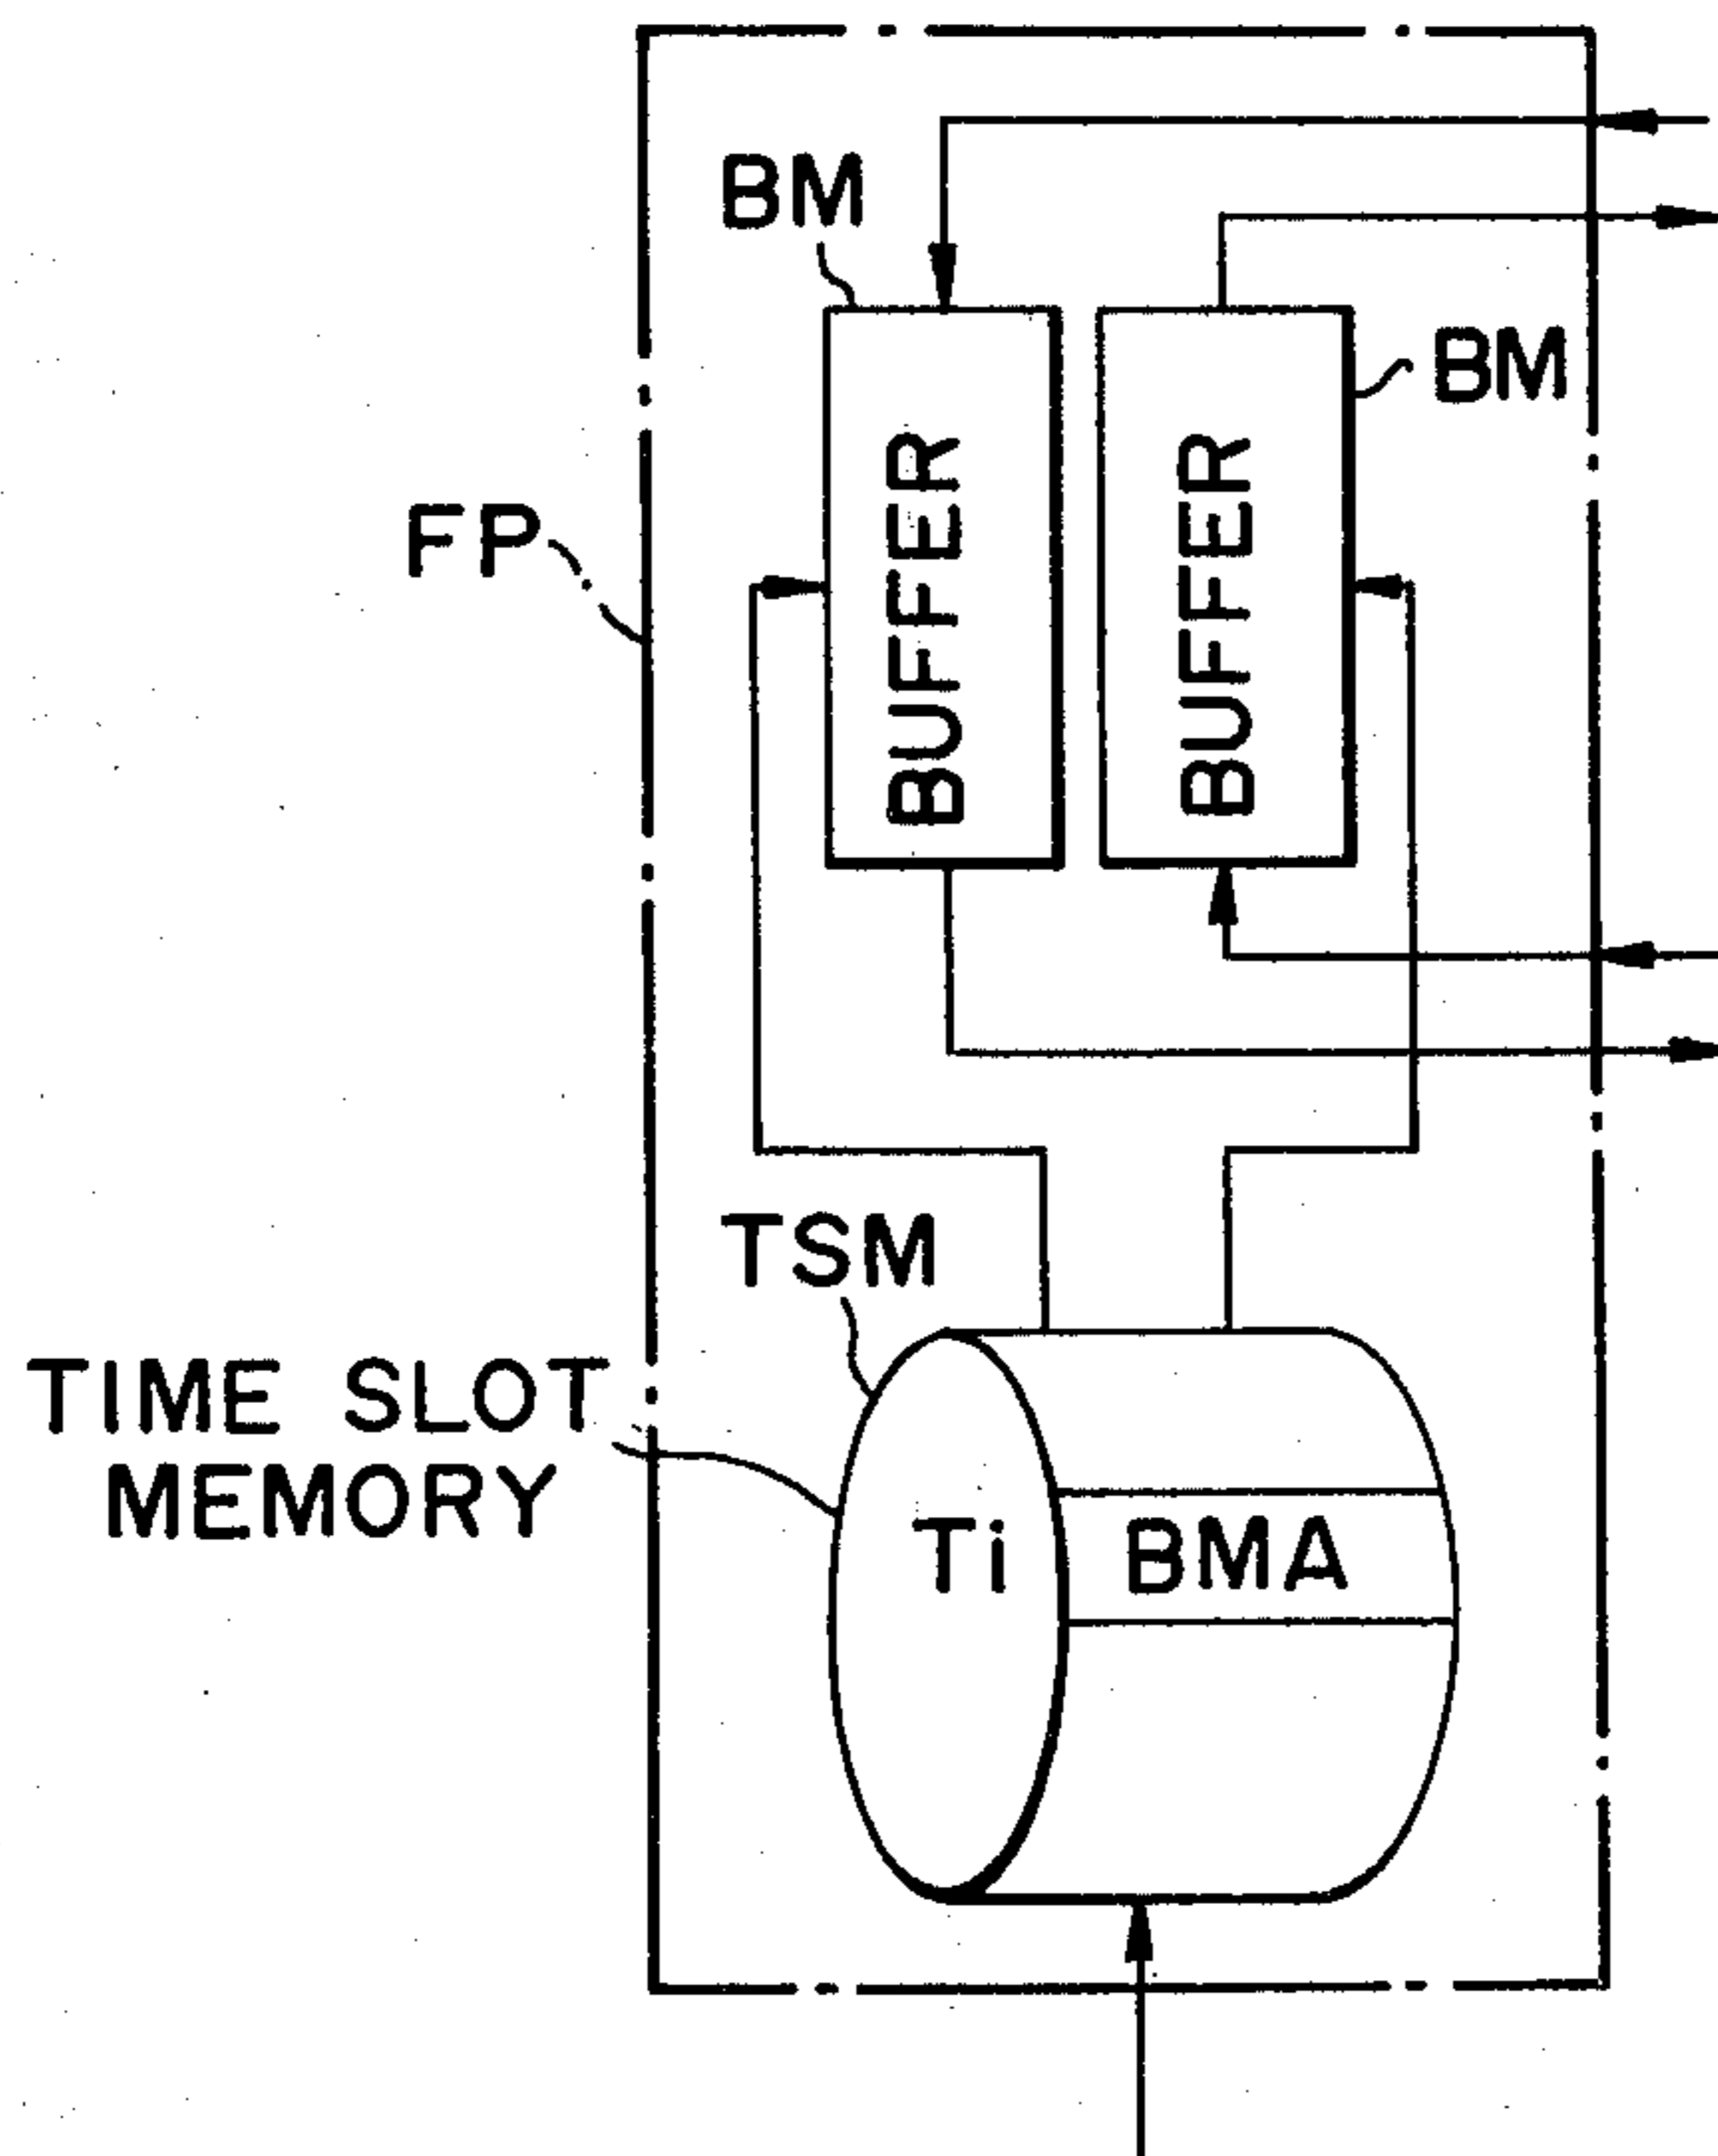 BM
BM
BUFFER
BUFFER
FP
TSM
TIME SLOT
MEMORY
Ti
BMA